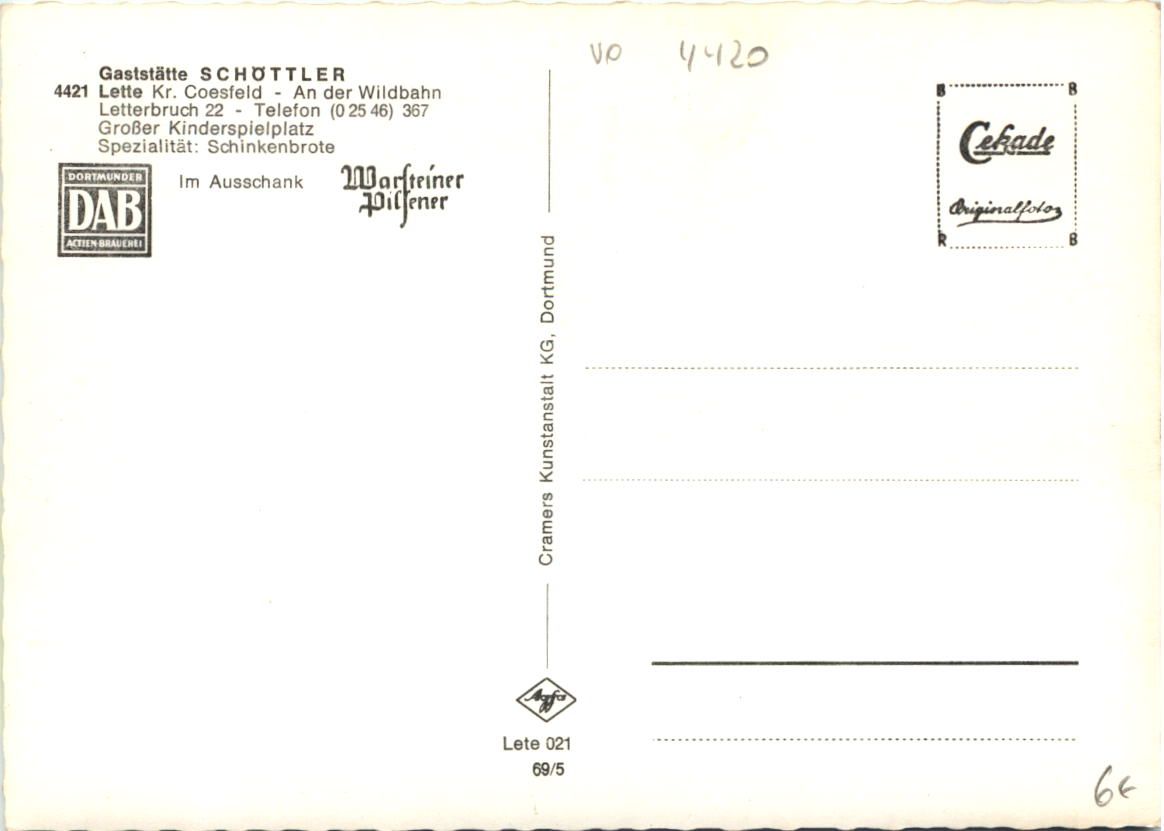 VP 4420
Gaststätte SCHÖTTLER
4421 Lette Kr. Coesfeld - An der Wildbahn
Letterbruch 22 - Telefon (0 25 46) 367
Großer Kinderspielplatz
Spezialität: Schinkenbrote
DORTMUNDER
DAB
ACTIEN-BRAUEREI
Im Ausschank
Warsteiner
Pilsener
Cramers Kunstanstalt KG, Dortmund
Agfa
Lete 021
69/5
B B
Cekade
Originalfoto
R B
6€